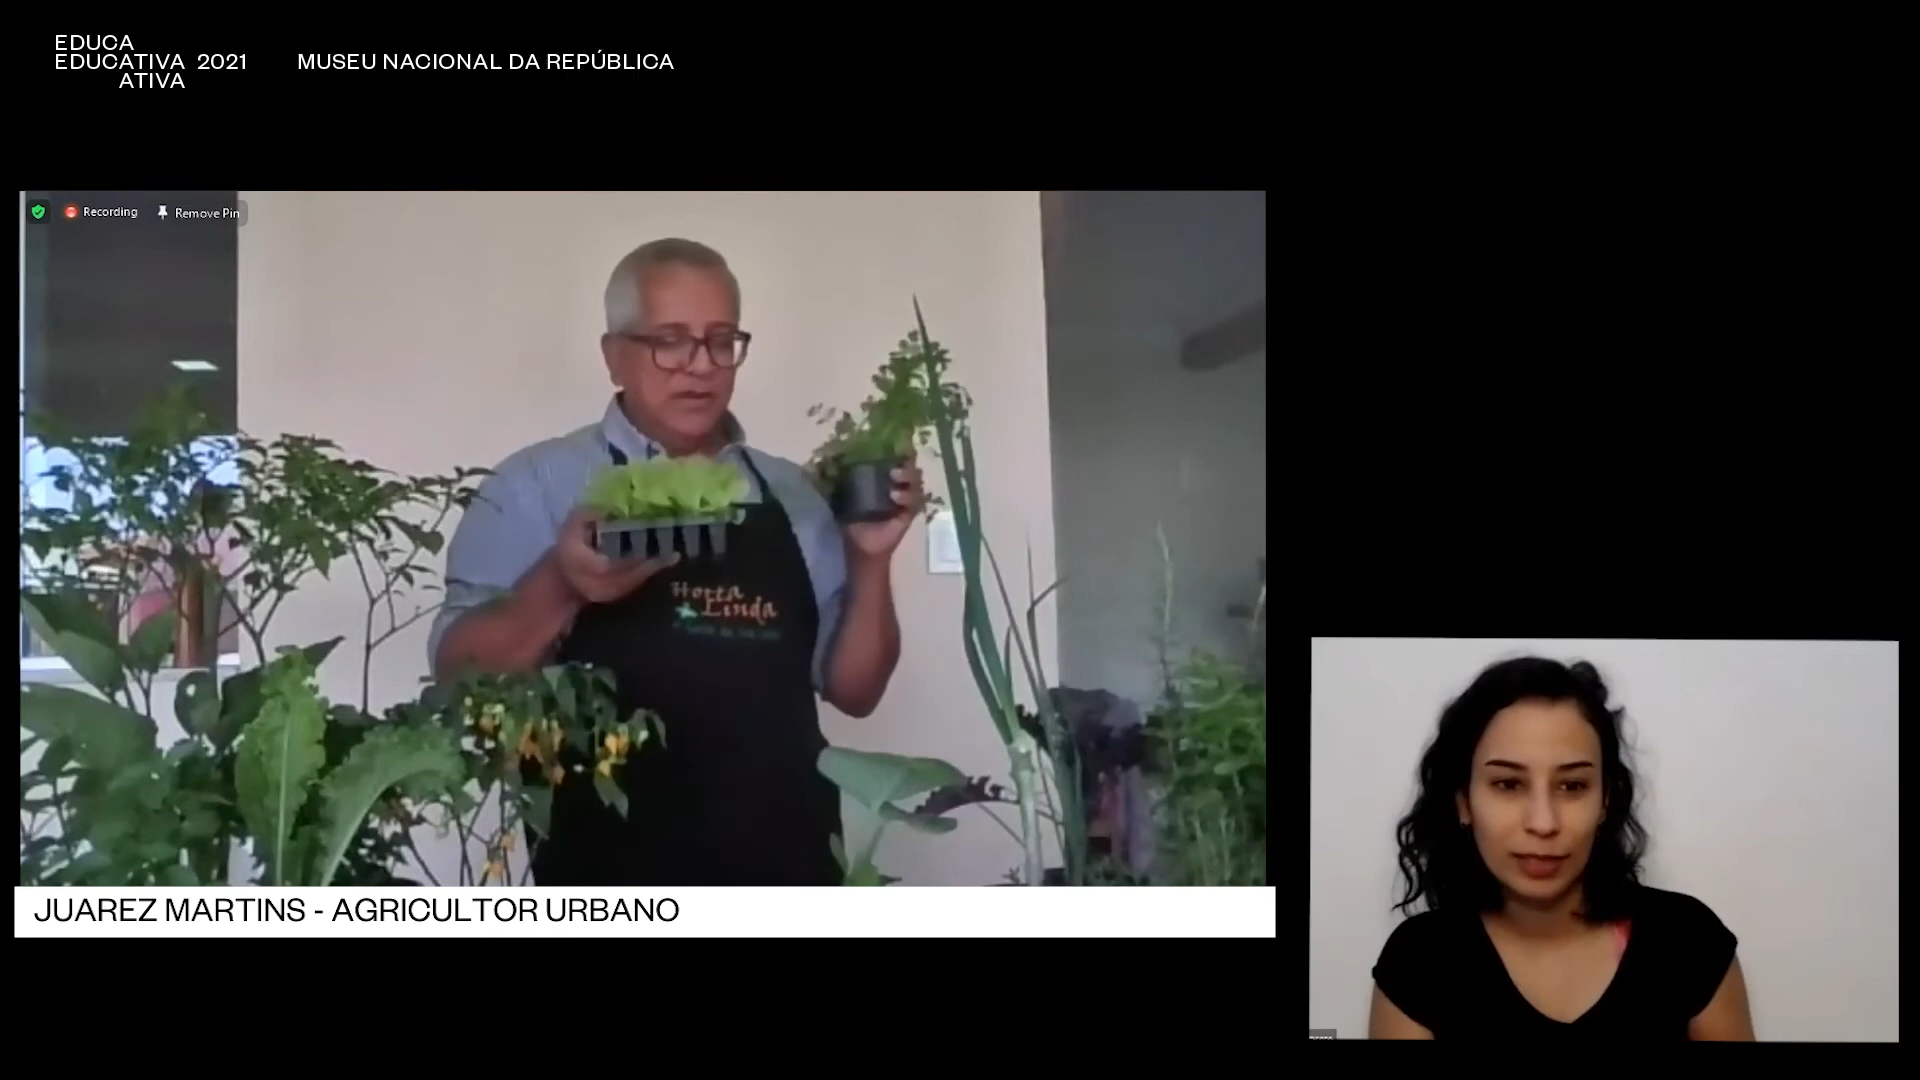 EDUCA
EDUCATIVA 2021 MUSEU NACIONAL DA REPÚBLICA
ATIVA
Recording Remove Pin
Horta
Linda
JUAREZ MARTINS - AGRICULTOR URBANO